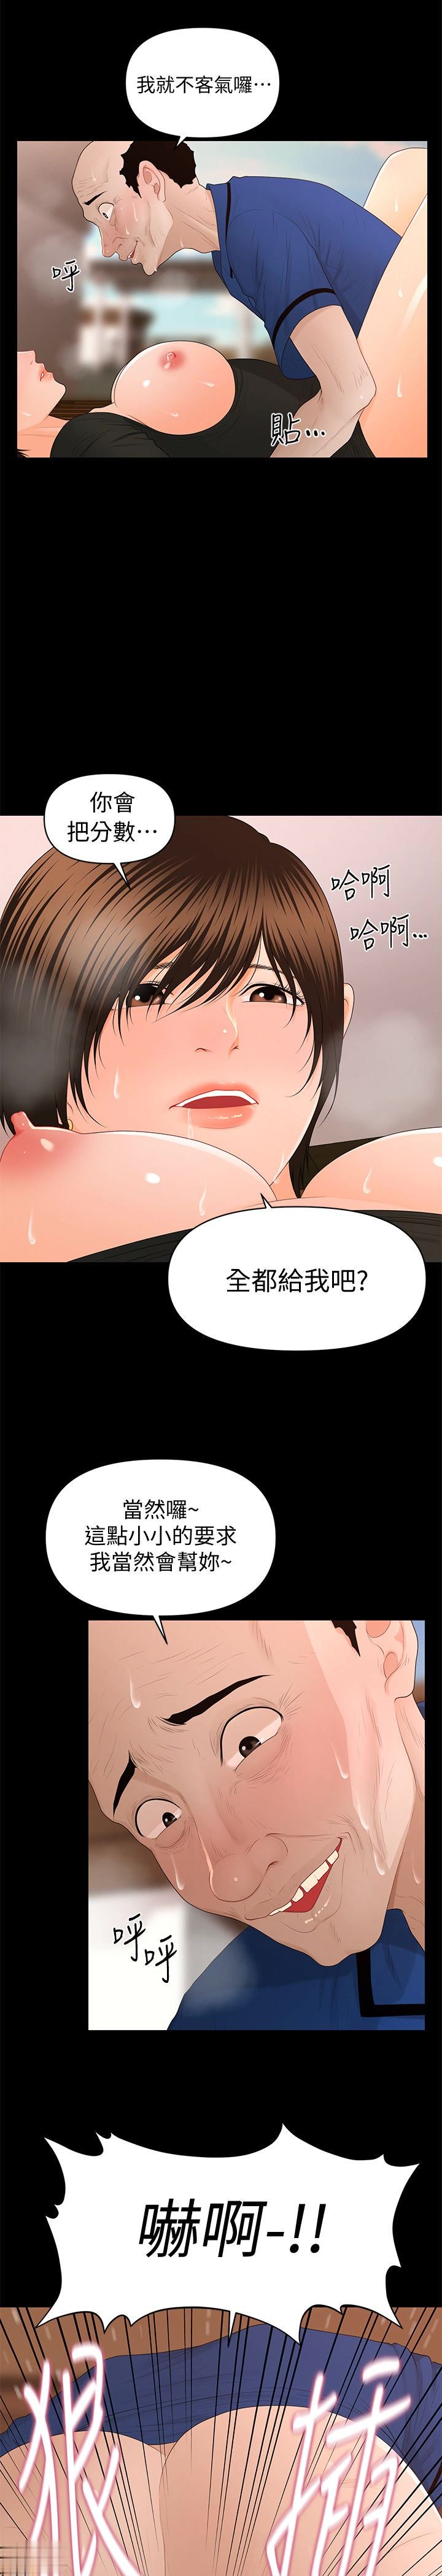 我就不客氣囉…
呼
貼…
你會
把分數…
哈啊
哈啊…
全都給我吧?
當然囉~
這點小小的要求
我當然會幫妳~
呼
呼
嚇啊-!!
狠
插